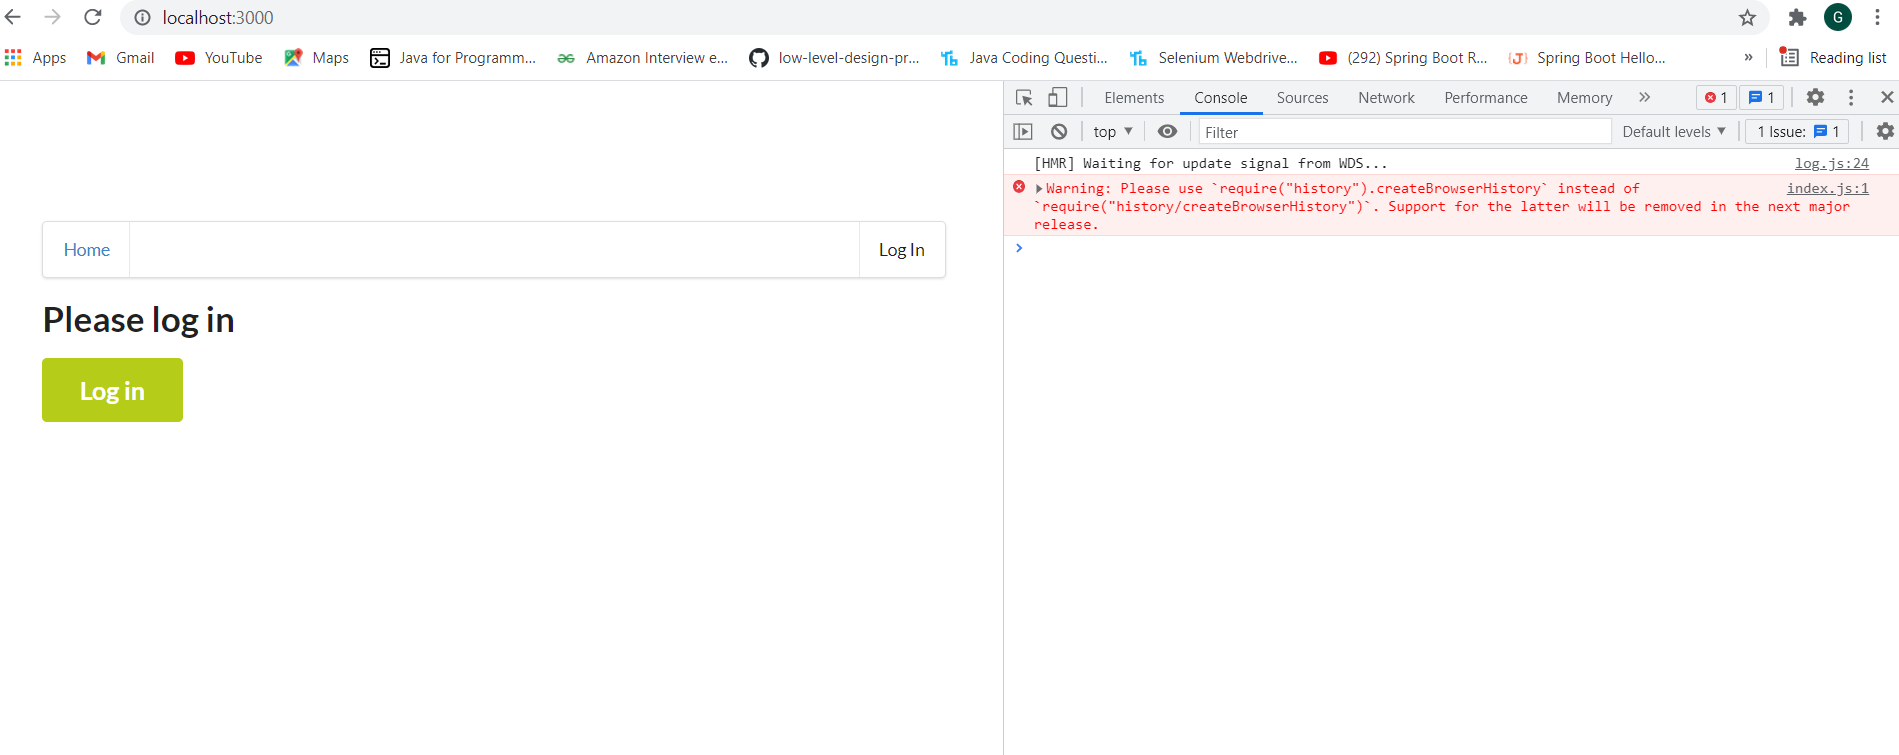 localhost:3000
G
Apps Gmail YouTube Maps Java for Programm... Amazon Interview e... low-level-design-pr... Java Coding Questi... Selenium Webdrive... (292) Spring Boot R... {J} Spring Boot Hello... » Reading list
Elements Console Sources Network Performance Memory » 1 1
top Filter Default levels 1 Issue: 1
[HMR] Waiting for update signal from WDS... log.js:24
Warning: Please use `require("history").createBrowserHistory` instead of index.js:1
`require("history/createBrowserHistory")`. Support for the latter will be removed in the next major
release.
Home Log In
Please log in
Log in